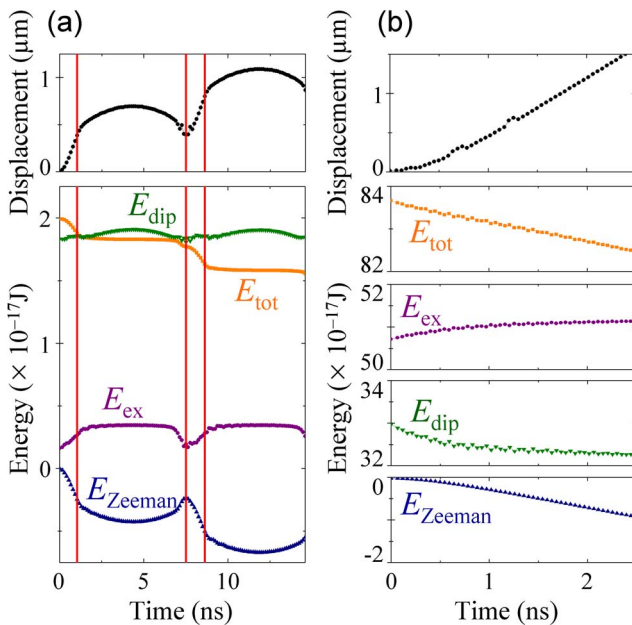 (a)
(b)
Displacement (μm)
1
0
Energy (× 10⁻¹⁷J)
2
1
0
E_dip
E_tot
E_ex
E_Zeeman
0 5 10
Time (ns)
Displacement (μm)
1
0
Energy (× 10⁻¹⁷J)
84
E_tot
82
52
E_ex
50
34
E_dip
32
0
E_Zeeman
-2
0 1 2
Time (ns)